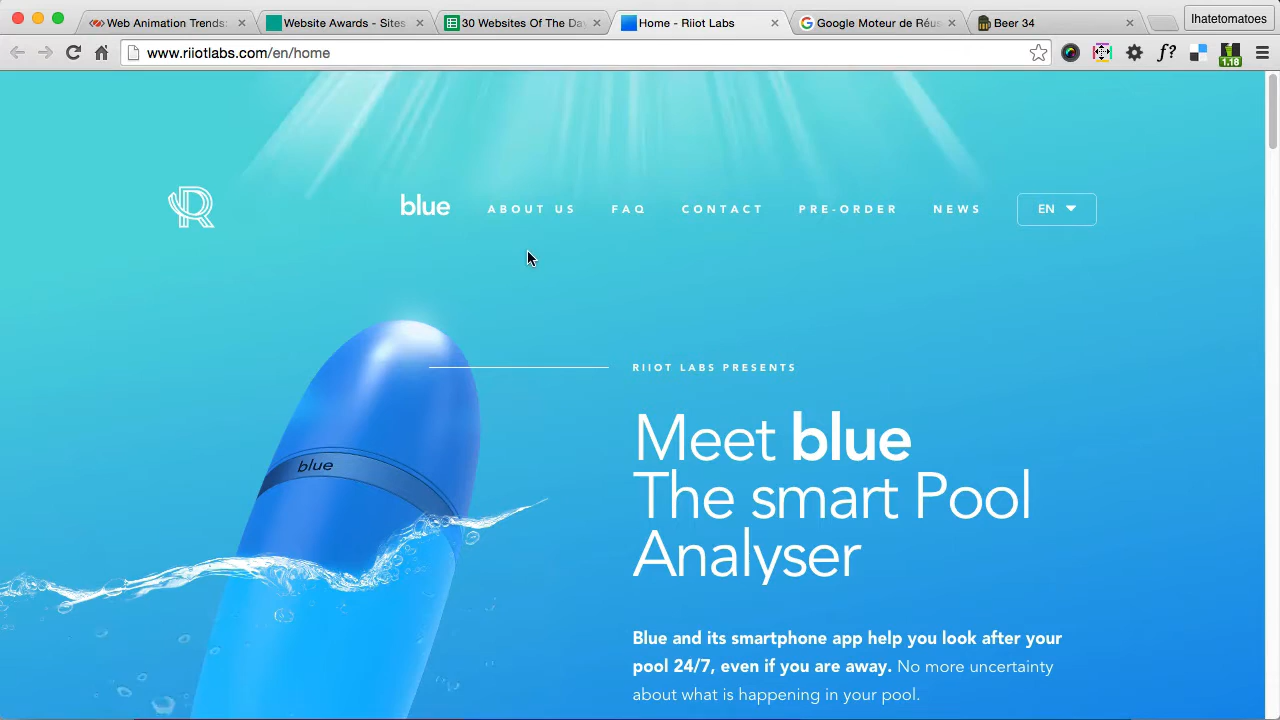 Web Animation Trends:
Website Awards - Sites
30 Websites Of The Day
Home - Riiot Labs
Google Moteur de Réus
Beer 34
Ihatetomatoes
www.riiotlabs.com/en/home
f?
1.18
blue
ABOUT US
FAQ
CONTACT
PRE-ORDER
NEWS
EN
blue
RIIOT LABS PRESENTS
Meet blue
The smart Pool
Analyser
Blue and its smartphone app help you look after your
pool 24/7, even if you are away. No more uncertainty
about what is happening in your pool.